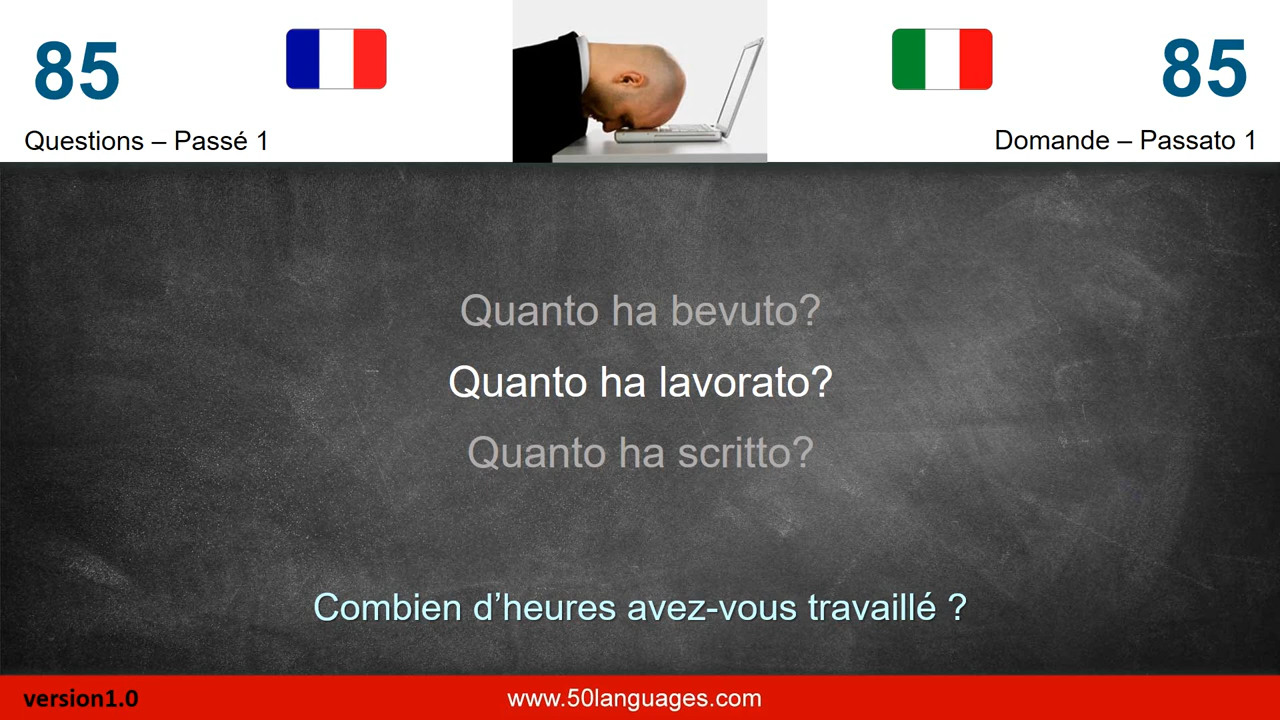 85
85
Questions – Passé 1
Domande – Passato 1
Quanto ha bevuto?
Quanto ha lavorato?
Quanto ha scritto?
Combien d’heures avez-vous travaillé ?
version1.0
www.50languages.com